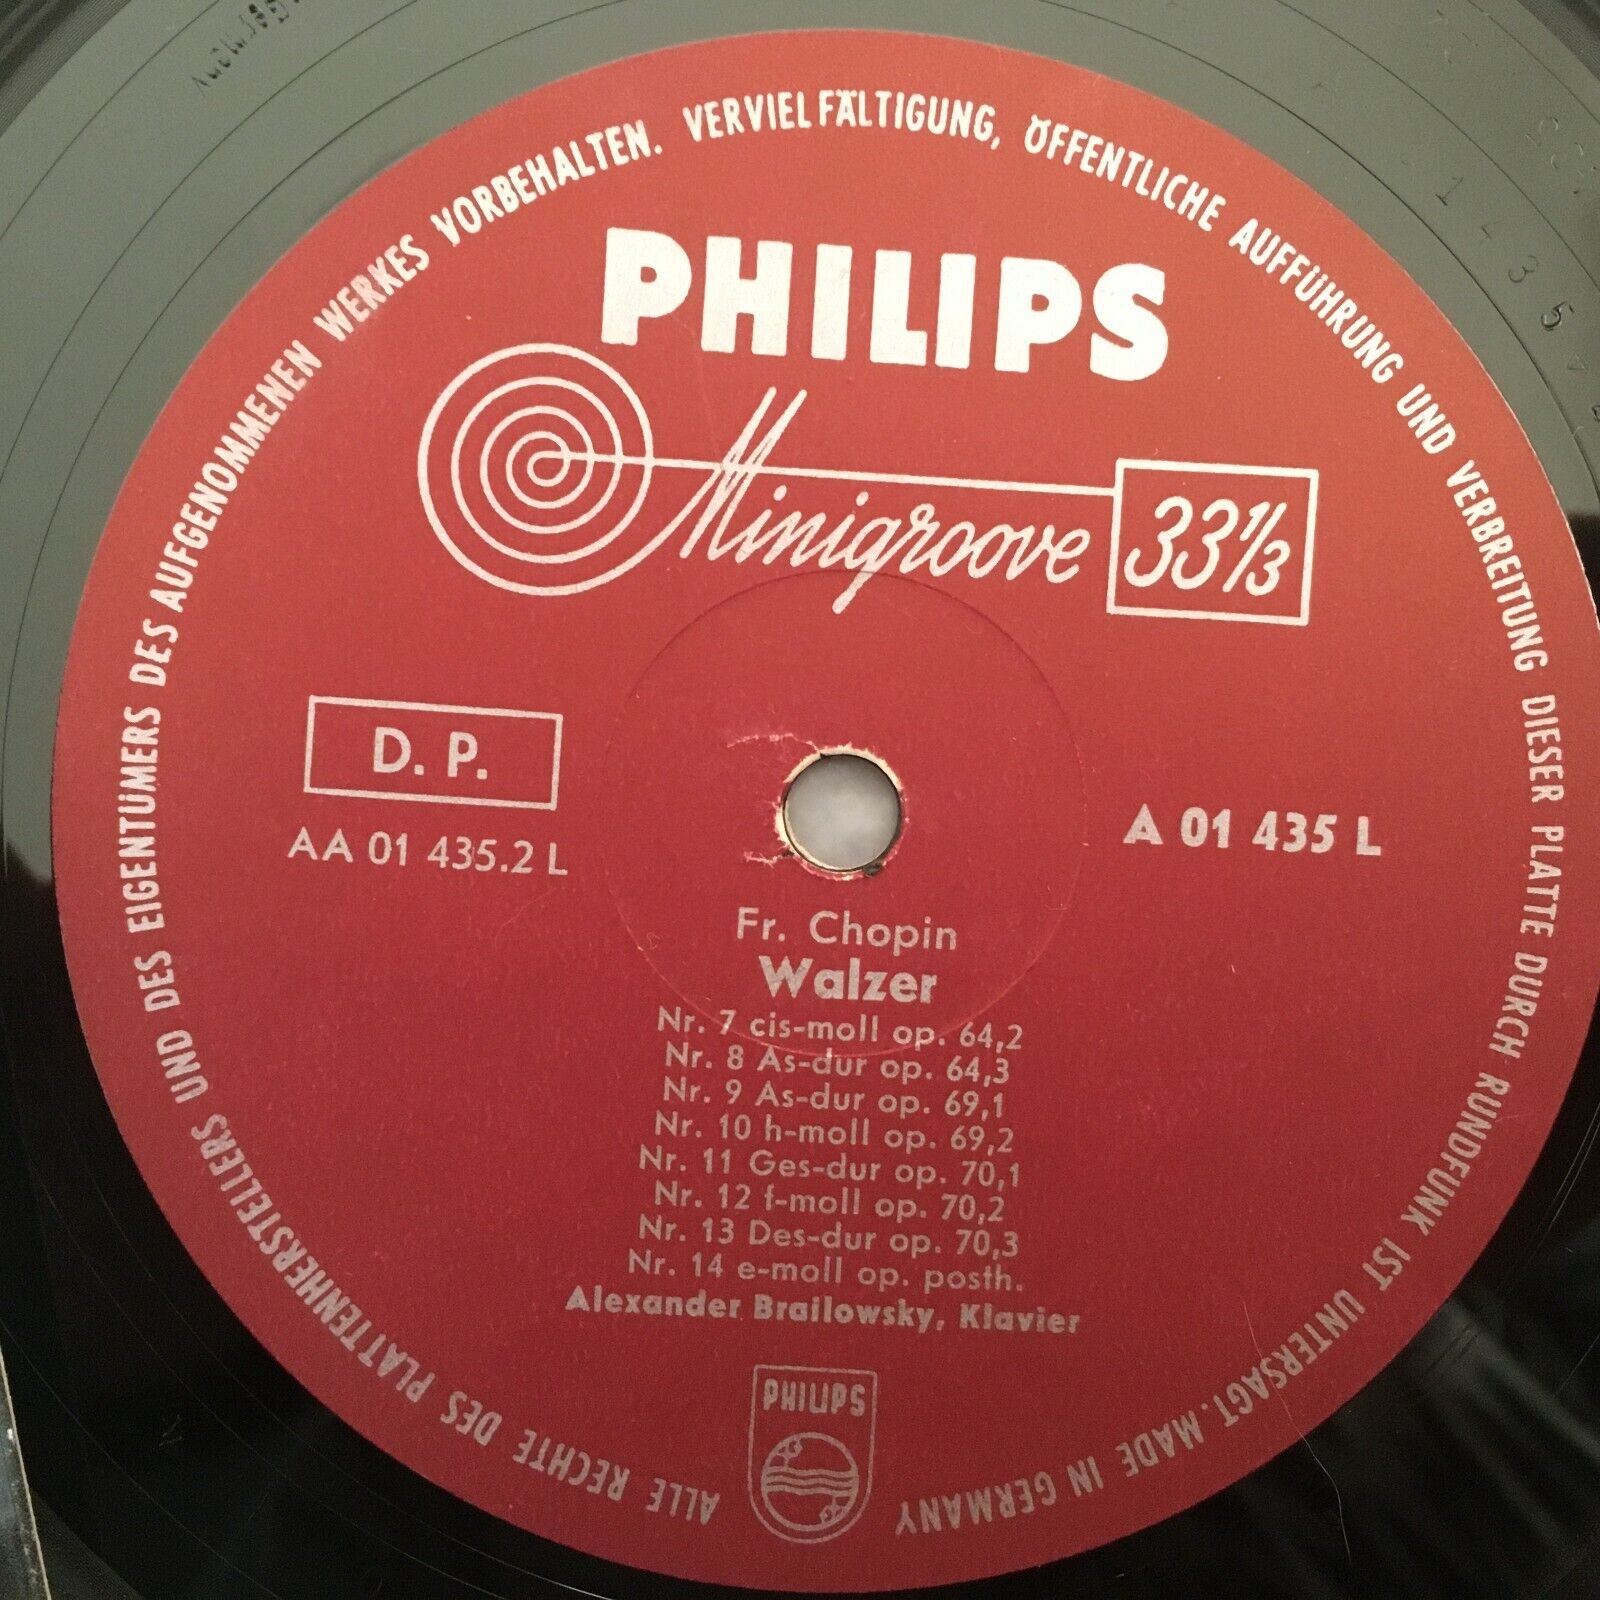 ALLE RECHTE DES PLATTENHERSTELLERS UND DES EIGENTÜMERS DES AUFGENOMMENEN WERKES VORBEHALTEN. VERVIELFÄLTIGUNG, ÖFFENTLICHE AUFFÜHRUNG UND VERBREITUNG DIESER PLATTE DURCH RUNDFUNK IST UNTERSAGT. MADE IN GERMANY
PHILIPS
Minigroove 33 1/3
D. P.
AA 01 435.2 L
A 01 435 L
Fr. Chopin
Walzer
Nr. 7 cis-moll op. 64,2
Nr. 8 As-dur op. 64,3
Nr. 9 As-dur op. 69,1
Nr. 10 h-moll op. 69,2
Nr. 11 Ges-dur op. 70,1
Nr. 12 f-moll op. 70,2
Nr. 13 Des-dur op. 70,3
Nr. 14 e-moll op. posth.
Alexander Brailowsky, Klavier
PHILIPS